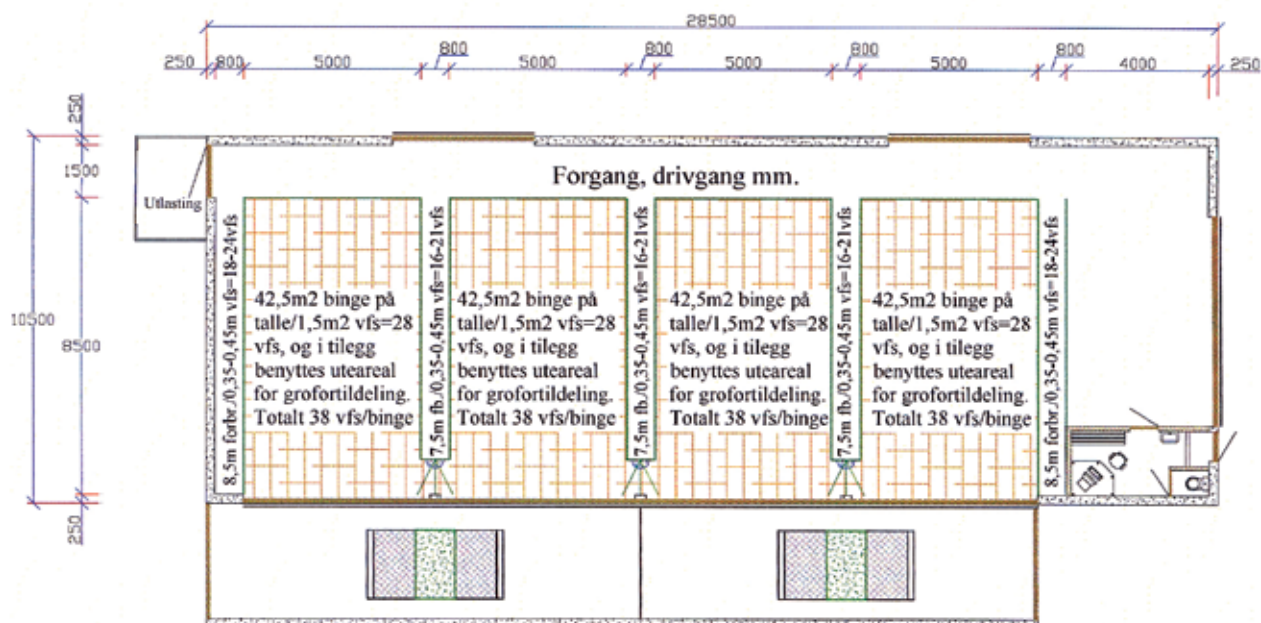 28500
800
800
800
800
250
800
5000
5000
5000
5000
4000
250
250
1500
10500
8500
250
Utlasting
Forgang, drivgang mm.
8,5m forbr./0,35-0,45m vfs=18-24vfs
42,5m2 binge på
talle/1,5m2 vfs=28
vfs, og i tilegg
benyttes uteareal
for grofortildeling.
Totalt 38 vfs/binge
7,5m fb./0,35-0,45m vfs=16-21vfs
42,5m2 binge på
talle/1,5m2 vfs=28
vfs, og i tilegg
benyttes uteareal
for grofortildeling.
Totalt 38 vfs/binge
7,5m fb./0,35-0,45m vfs=16-21vfs
42,5m2 binge på
talle/1,5m2 vfs=28
vfs, og i tilegg
benyttes uteareal
for grofortildeling.
Totalt 38 vfs/binge
7,5m fb./0,35-0,45m vfs=16-21vfs
42,5m2 binge på
talle/1,5m2 vfs=28
vfs, og i tilegg
benyttes uteareal
for grofortildeling.
Totalt 38 vfs/binge
8,5m forbr./0,35-0,45m vfs=18-24vfs